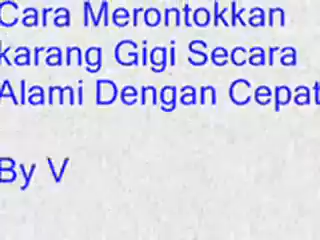 Cara Merontokkan
karang Gigi Secara
Alami Dengan Cepat
By V